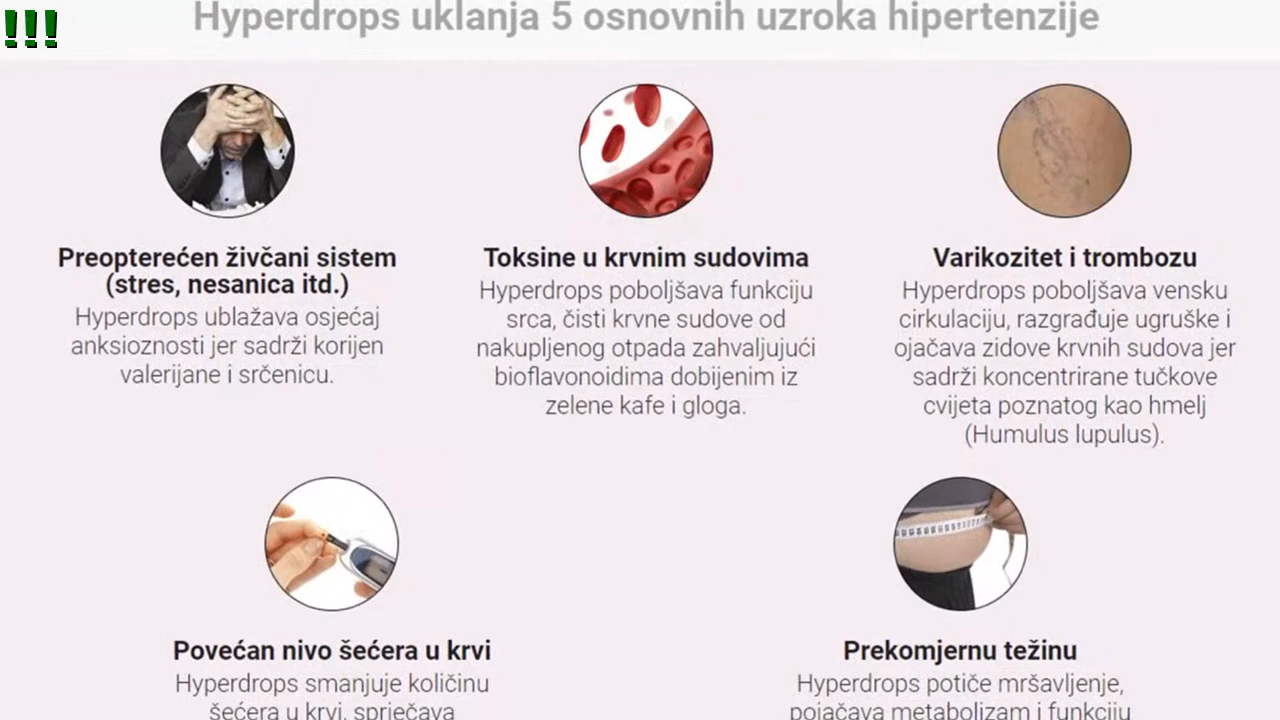 !!!
Hyperdrops uklanja 5 osnovnih uzroka hipertenzije
Preopterećen živčani sistem
(stres, nesanica itd.)
Hyperdrops ublažava osjećaj
anksioznosti jer sadrži korijen
valerijane i srčenicu.
Toksine u krvnim sudovima
Hyperdrops poboljšava funkciju
srca, čisti krvne sudove od
nakupljenog otpada zahvaljujući
bioflavonoidima dobijenim iz
zelene kafe i gloga.
Varikozitet i trombozu
Hyperdrops poboljšava vensku
cirkulaciju, razgrađuje ugruške i
ojačava zidove krvnih sudova jer
sadrži koncentrirane tučkove
cvijeta poznatog kao hmelj
(Humulus lupulus).
Povećan nivo šećera u krvi
Hyperdrops smanjuje količinu
šećera u krvi, sprječava
Prekomjernu težinu
Hyperdrops potiče mršavljenje,
pojačava metabolizam i funkciju